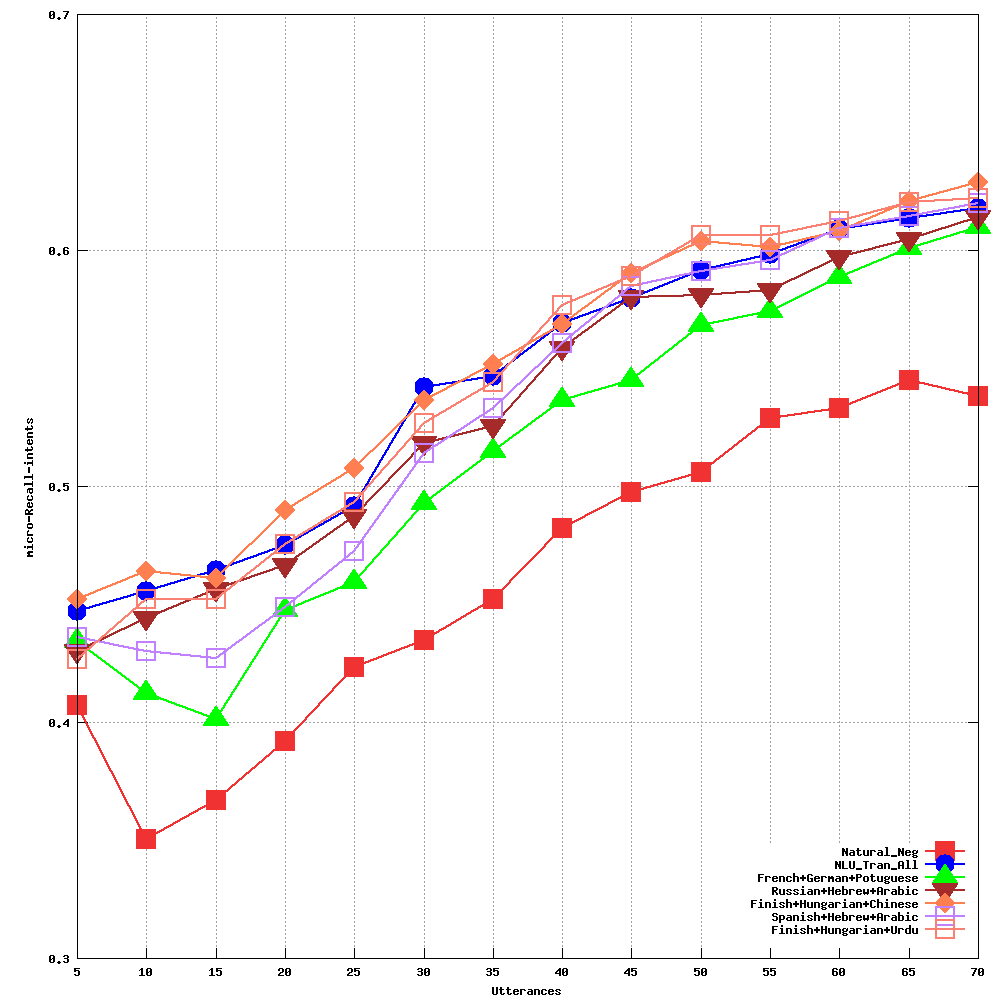 0.7
0.6
0.5
0.4
0.3
micro-Recall-intents
Natural_Neg
NLU_Tran_All
French+German+Potuguese
Russian+Hebrew+Arabic
Finish+Hungarian+Chinese
Spanish+Hebrew+Arabic
Finish+Hungarian+Urdu
5 10 15 20 25 30 35 40 45 50 55 60 65 70
Utterances